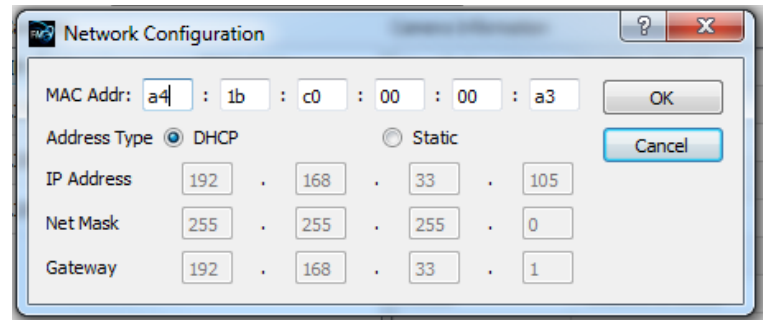 Network Configuration
MAC Addr: a4 : 1b : c0 : 00 : 00 : a3 OK
Address Type DHCP Static Cancel
IP Address 192 . 168 . 33 . 105
Net Mask 255 . 255 . 255 . 0
Gateway 192 . 168 . 33 . 1